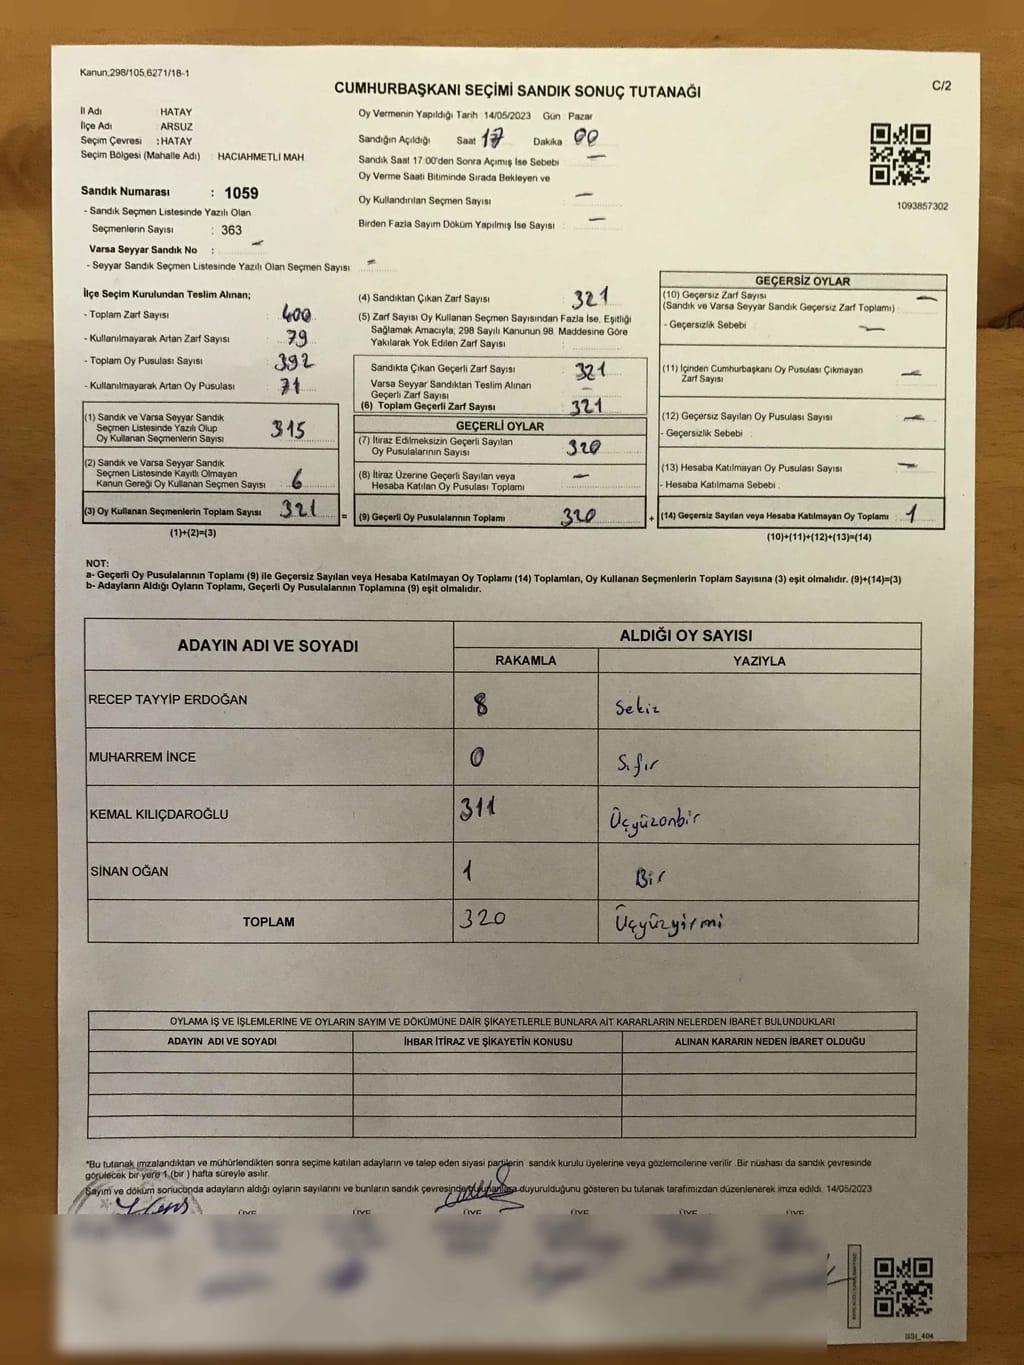 Kanun;298/105,6271/18-1
C/2
CUMHURBAŞKANI SEÇİMİ SANDIK SONUÇ TUTANAĞI
İl Adı HATAY
İlçe Adı ARSUZ
Seçim Çevresi : HATAY
Seçim Bölgesi (Mahalle Adı) : HACIAHMETLİ MAH
Sandık Numarası : 1059
- Sandık Seçmen Listesinde Yazılı Olan
Seçmenlerin Sayısı : 363
Varsa Seyyar Sandık No : –
- Seyyar Sandık Seçmen Listesinde Yazılı Olan Seçmen Sayısı –
Oy Vermenin Yapıldığı Tarih 14/05/2023 Gün Pazar
Sandığın Açıldığı Saat 17 Dakika 00
Sandık Saat 17:00'den Sonra Açımış İse Sebebi –
Oy Verme Saati Bitiminde Sırada Bekleyen ve
Oy Kullandırılan Seçmen Sayısı –
Birden Fazla Sayım Döküm Yapılmış İse Sayısı –
1093857302
İlçe Seçim Kurulundan Teslim Alınan;
- Toplam Zarf Sayısı : 400
- Kullanılmayarak Artan Zarf Sayısı : 79
- Toplam Oy Pusulası Sayısı : 392
- Kullanılmayarak Artan Oy Pusulası : 71
(1) Sandık ve Varsa Seyyar Sandık
Seçmen Listesinde Yazılı Olup
Oy Kullanan Seçmenlerin Sayısı : 315
(2) Sandık ve Varsa Seyyar Sandık
Seçmen Listesinde Kayıtlı Olmayan
Kanun Gereği Oy Kullanan Seçmen Sayısı : 6
(3) Oy Kullanan Seçmenlerin Toplam Sayısı : 321
(1)+(2)=(3)
=
(4) Sandıktan Çıkan Zarf Sayısı : 321
(5) Zarf Sayısı Oy Kullanan Seçmen Sayısından Fazla İse, Eşitliği
Sağlamak Amacıyla; 298 Sayılı Kanunun 98. Maddesine Göre
Yakılarak Yok Edilen Zarf Sayısı :
Sandıkta Çıkan Geçerli Zarf Sayısı : 321
Varsa Seyyar Sandıktan Teslim Alınan
Geçerli Zarf Sayısı : –
(6) Toplam Geçerli Zarf Sayısı : 321
GEÇERLİ OYLAR
(7) İtiraz Edilmeksizin Geçerli Sayılan
Oy Pusulalarının Sayısı : 320
(8) İtiraz Üzerine Geçerli Sayılan veya
Hesaba Katılan Oy Pusulası Toplamı : –
(9) Geçerli Oy Pusulalarının Toplamı : 320
+
GEÇERSİZ OYLAR
(10) Geçersiz Zarf Sayısı
(Sandık ve Varsa Seyyar Sandık Geçersiz Zarf Toplamı) : –
- Geçersizlik Sebebi : –
(11) İçinden Cumhurbaşkanı Oy Pusulası Çıkmayan
Zarf Sayısı : –
(12) Geçersiz Sayılan Oy Pusulası Sayısı : –
- Geçersizlik Sebebi :
(13) Hesaba Katılmayan Oy Pusulası Sayısı : –
- Hesaba Katılmama Sebebi :
(14) Geçersiz Sayılan veya Hesaba Katılmayan Oy Toplamı : 1
(10)+(11)+(12)+(13)=(14)
NOT:
a- Geçerli Oy Pusulalarının Toplamı (9) ile Geçersiz Sayılan veya Hesaba Katılmayan Oy Toplamı (14) Toplamları, Oy Kullanan Seçmenlerin Toplam Sayısına (3) eşit olmalıdır. (9)+(14)=(3)
b- Adayların Aldığı Oyların Toplamı, Geçerli Oy Pusulalarının Toplamına (9) eşit olmalıdır.
ADAYIN ADI VE SOYADI ALDIĞI OY SAYISI
RAKAMLA YAZIYLA
RECEP TAYYİP ERDOĞAN 8 Sekiz
MUHARREM İNCE 0 Sıfır
KEMAL KILIÇDAROĞLU 311 Üçyüzonbir
SİNAN OĞAN 1 Bir
TOPLAM 320 Üçyüzyirmi
OYLAMA İŞ VE İŞLEMLERİNE VE OYLARIN SAYIM VE DÖKÜMÜNE DAİR ŞİKAYETLERLE BUNLARA AİT KARARLARIN NELERDEN İBARET BULUNDUKLARI
ADAYIN ADI VE SOYADI İHBAR İTİRAZ VE ŞİKAYETİN KONUSU ALINAN KARARIN NEDEN İBARET OLDUĞU
*Bu tutanak imzalandıktan ve mühürlendikten sonra seçime katılan adayların ve talep eden siyasi partilerin sandık kurulu üyelerine veya gözlemcilerine verilir. Bir nüshası da sandık çevresinde
görülecek bir yere 1 (bir) hafta süreyle asılır.
Sayım ve döküm sonucunda adayların aldığı oyların sayılarını ve bunların sandık çevresinde duyurulduğunu gösteren bu tutanak tarafımızdan düzenlenerek imza edildi. 14/05/2023
ÜYE ÜYE ÜYE ÜYE ÜYE ÜYE